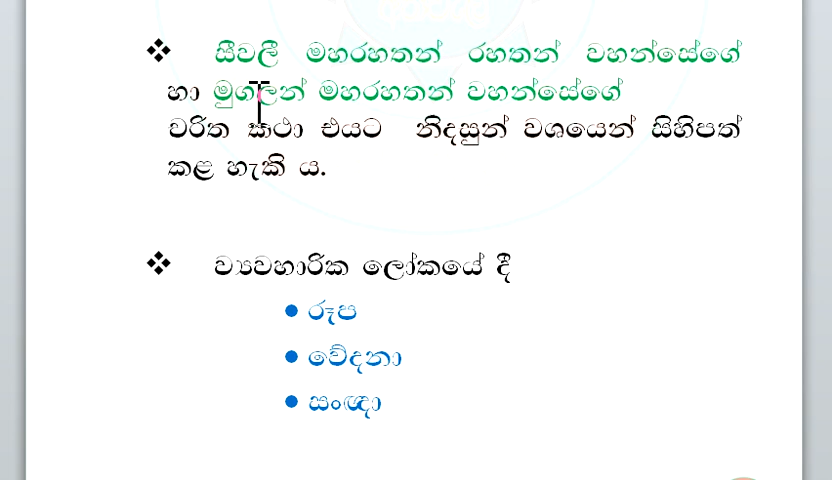 ❖ සීවලී මහරහතන් රහතන් වහන්සේගේ
හා මුගලන් මහරහතන් වහන්සේගේ
චරිත කථා එයට නිදසුන් වශයෙන් සිහිපත්
කළ හැකි ය.
❖ ව්‍යවහාරික ලෝකයේ දී
• රූප
• වේදනා
• සංඥා